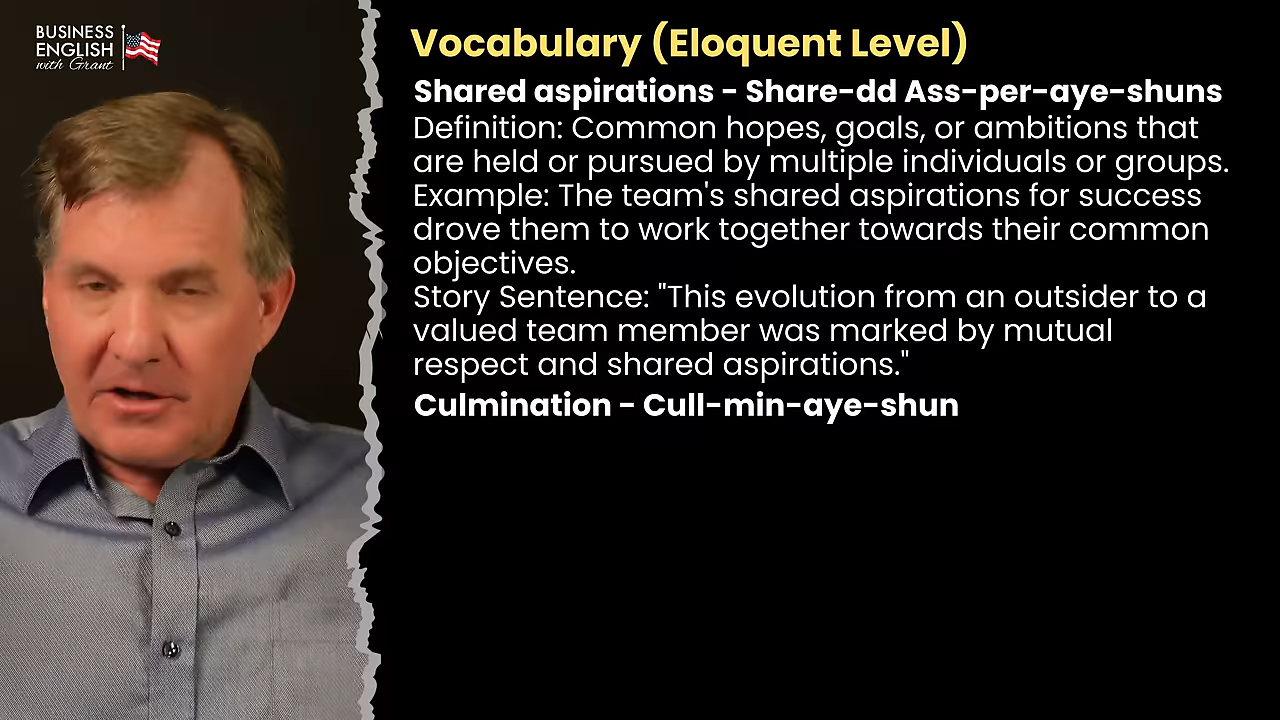 BUSINESS
ENGLISH
with Grant
Vocabulary (Eloquent Level)
Shared aspirations - Share-dd Ass-per-aye-shuns
Definition: Common hopes, goals, or ambitions that
are held or pursued by multiple individuals or groups.
Example: The team's shared aspirations for success
drove them to work together towards their common
objectives.
Story Sentence: "This evolution from an outsider to a
valued team member was marked by mutual
respect and shared aspirations."
Culmination - Cull-min-aye-shun